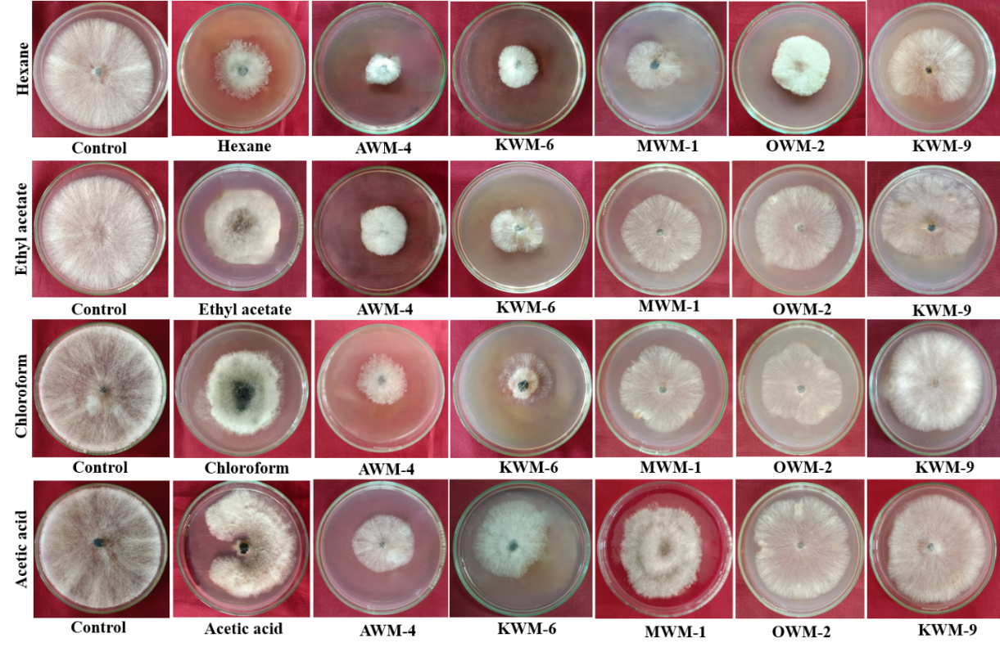 Hexane
Control
Hexane
AWM-4
KWM-6
MWM-1
OWM-2
KWM-9
Ethyl acetate
Control
Ethyl acetate
AWM-4
KWM-6
MWM-1
OWM-2
KWM-9
Chloroform
Control
Chloroform
AWM-4
KWM-6
MWM-1
OWM-2
KWM-9
Acetic acid
Control
Acetic acid
AWM-4
KWM-6
MWM-1
OWM-2
KWM-9